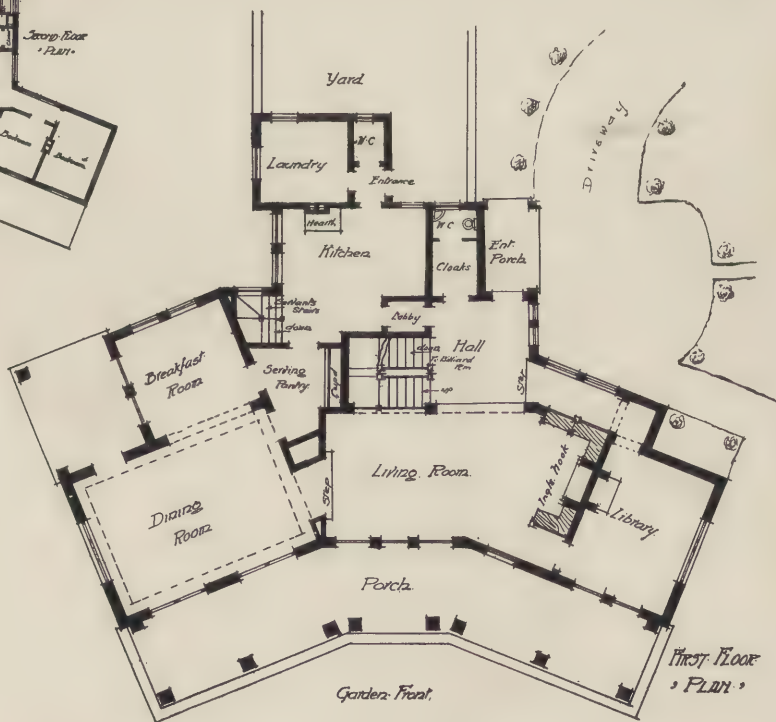 Second Floor
Plan
Bedroom
Bedroom
Yard
Driveway
W.C
Laundry
Entrance
Hearth
W C
Kitchen
Cloaks
Ent.
Porch
Servants
Stairs
down
Lobby
Hall
down
To Billiard
Rm
up
Step
Breakfast
Room
Serving
Pantry
Cupd
Living Room.
Ingle Nook
Step
Library.
Dining
Room
Porch.
First Floor
Plan
Garden Front.